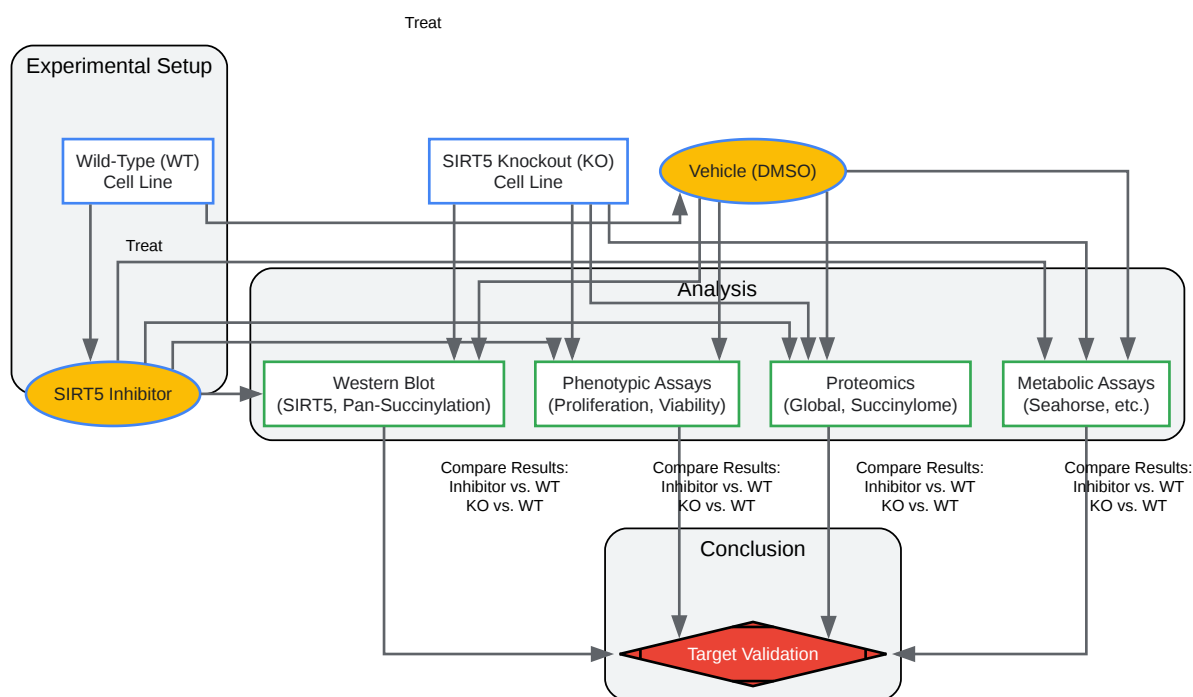 Treat
Experimental Setup
Wild-Type (WT)
Cell Line
SIRT5 Knockout (KO)
Cell Line
Vehicle (DMSO)
Treat
Analysis
SIRT5 Inhibitor
Western Blot
(SIRT5, Pan-Succinylation)
Phenotypic Assays
(Proliferation, Viability)
Proteomics
(Global, Succinylome)
Metabolic Assays
(Seahorse, etc.)
Compare Results:
Inhibitor vs. WT
KO vs. WT
Compare Results:
Inhibitor vs. WT
KO vs. WT
Compare Results:
Inhibitor vs. WT
KO vs. WT
Compare Results:
Inhibitor vs. WT
KO vs. WT
Conclusion
Target Validation